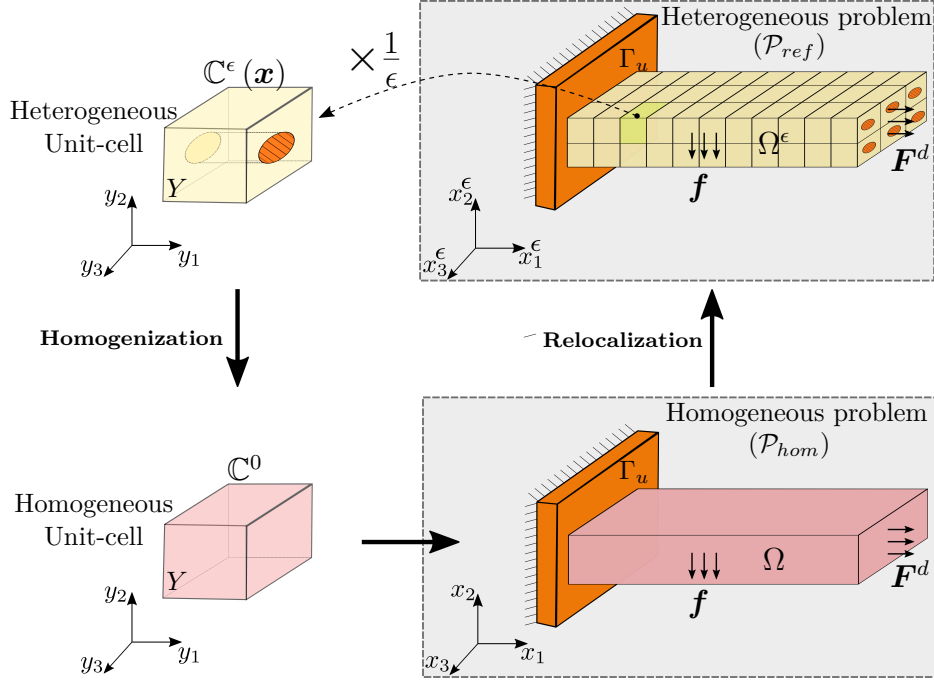 Heterogeneous problem
(𝒫_ref)
ℂ^ϵ (x)
× 1/ϵ
Γ_u
Heterogeneous
Unit-cell
Ω^ϵ
F^d
f
Y
y_2
y_1
y_3
x_2^ϵ
x_1^ϵ
x_3^ϵ
Homogenization
Relocalization
Homogeneous problem
(𝒫_hom)
ℂ^0
Γ_u
Homogeneous
Unit-cell
Ω
F^d
f
Y
y_2
y_1
y_3
x_2
x_1
x_3